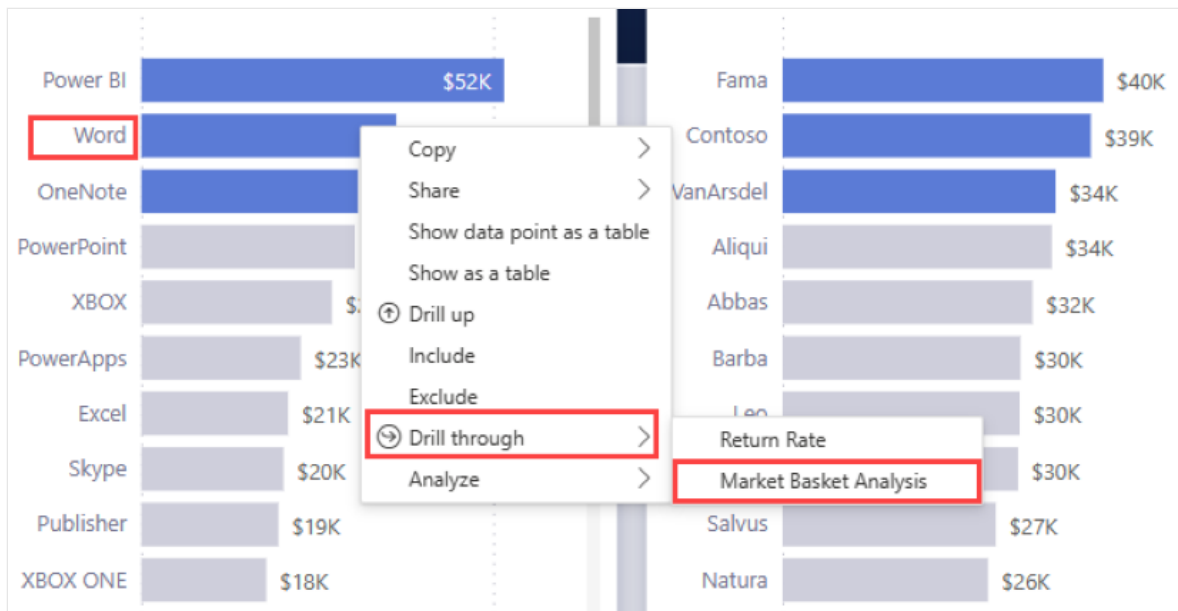 Power BI
$52K
Word
OneNote
PowerPoint
XBOX
PowerApps
$23K
Excel
$21K
Skype
$20K
Publisher
$19K
XBOX ONE
$18K
Copy
Share
Show data point as a table
Show as a table
Drill up
Include
Exclude
Drill through
Analyze
Return Rate
Market Basket Analysis
Fama
$40K
Contoso
$39K
VanArsdel
$34K
Aliqui
$34K
Abbas
$32K
Barba
$30K
Leo
$30K
$30K
Salvus
$27K
Natura
$26K